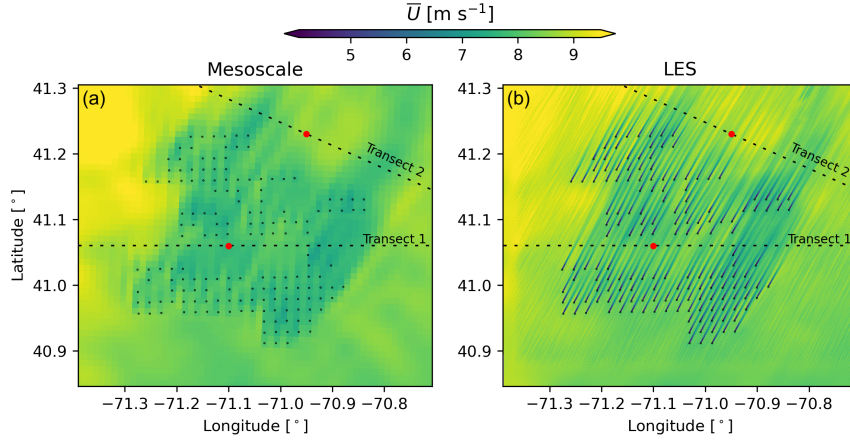 U̅ [m s⁻¹]
5 6 7 8 9
Mesoscale
LES
(a)
(b)
41.3
41.2
41.1
41.0
40.9
Latitude [°]
Transect 2
Transect 1
−71.3 −71.2 −71.1 −71.0 −70.9 −70.8
Longitude [°]
41.3
41.2
41.1
41.0
40.9
Transect 2
Transect 1
−71.3 −71.2 −71.1 −71.0 −70.9 −70.8
Longitude [°]